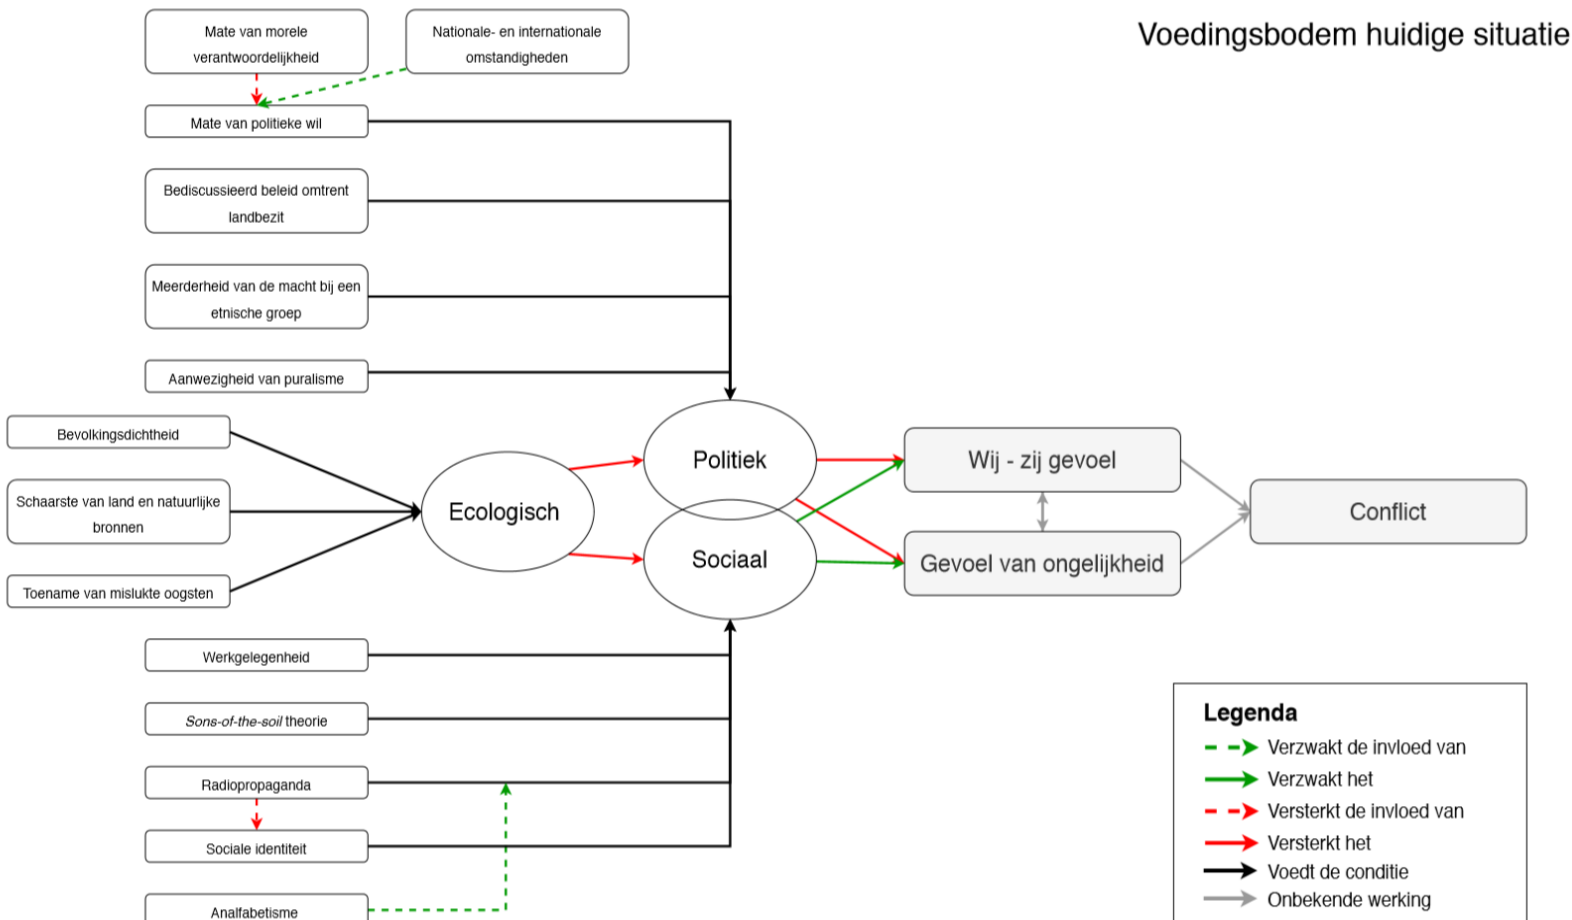 Voedingsbodem huidige situatie
Mate van morele
verantwoordelijkheid
Nationale- en internationale
omstandigheden
Mate van politieke wil
Bediscussieerd beleid omtrent
landbezit
Meerderheid van de macht bij een
etnische groep
Aanwezigheid van puralisme
Bevolkingsdichtheid
Schaarste van land en natuurlijke
bronnen
Toename van mislukte oogsten
Ecologisch
Politiek
Sociaal
Wij - zij gevoel
Gevoel van ongelijkheid
Conflict
Werkgelegenheid
Sons-of-the-soil theorie
Radiopropaganda
Sociale identiteit
Analfabetisme
Legenda
Verzwakt de invloed van
Verzwakt het
Versterkt de invloed van
Versterkt het
Voedt de conditie
Onbekende werking